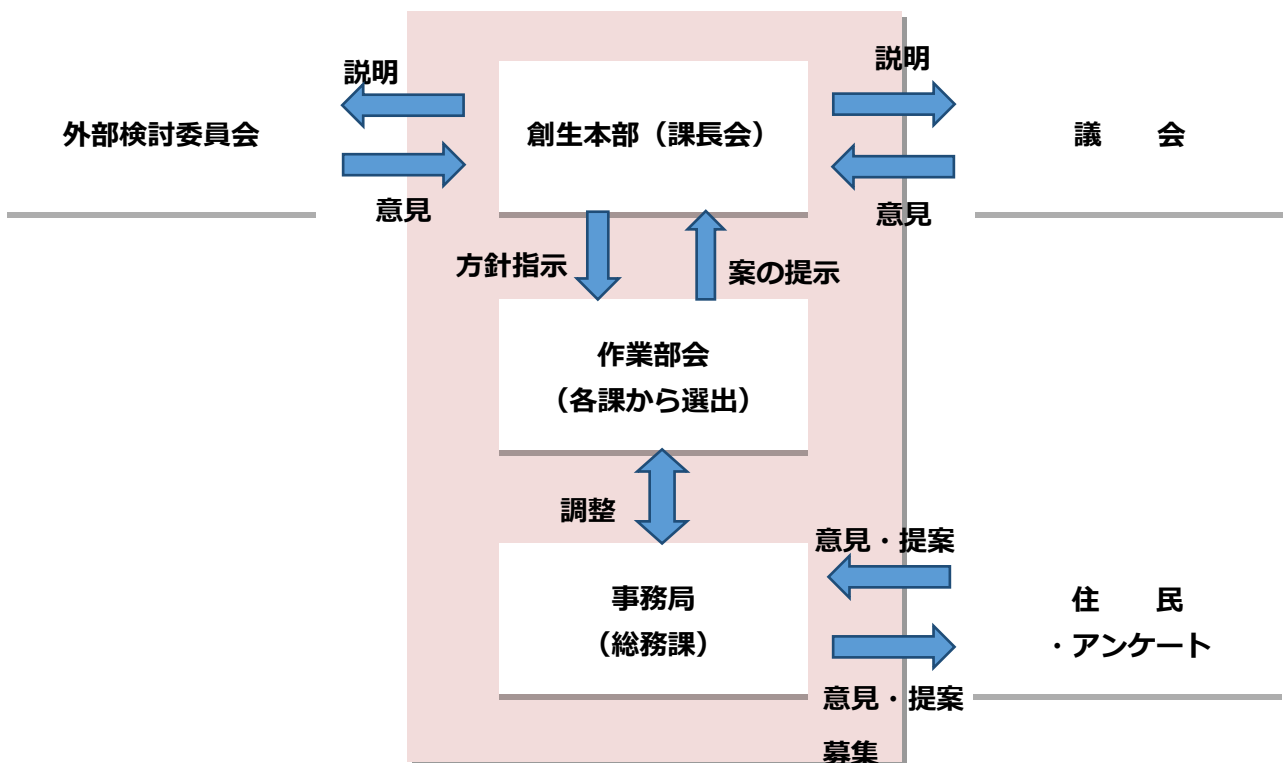 説明
説明
外部検討委員会
創生本部（課長会）
議　　会
意見
意見
方針指示
案の提示
作業部会
（各課から選出）
調整
意見・提案
事務局
（総務課）
住　　民
・アンケート
意見・提案
募集